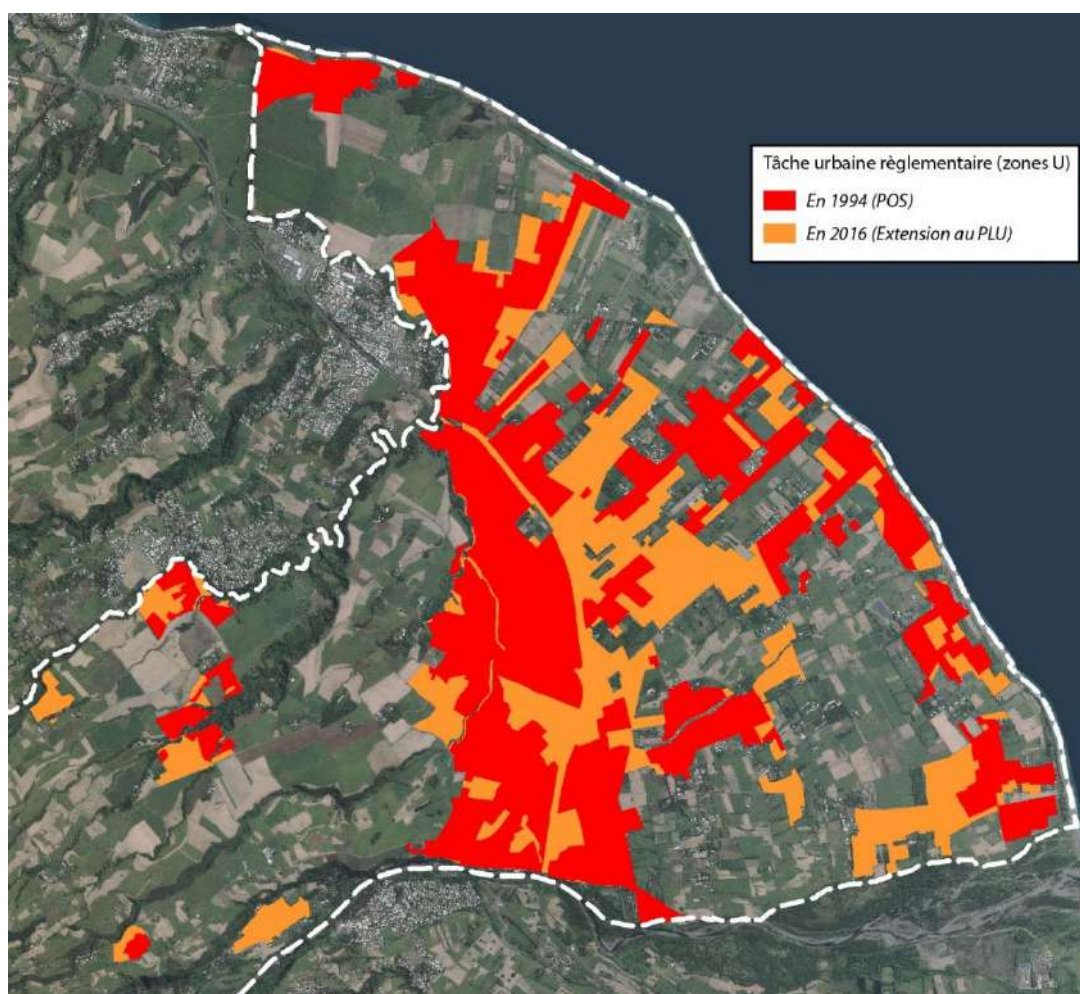 Tâche urbaine règlementaire (zones U)
En 1994 (POS)
En 2016 (Extension au PLU)